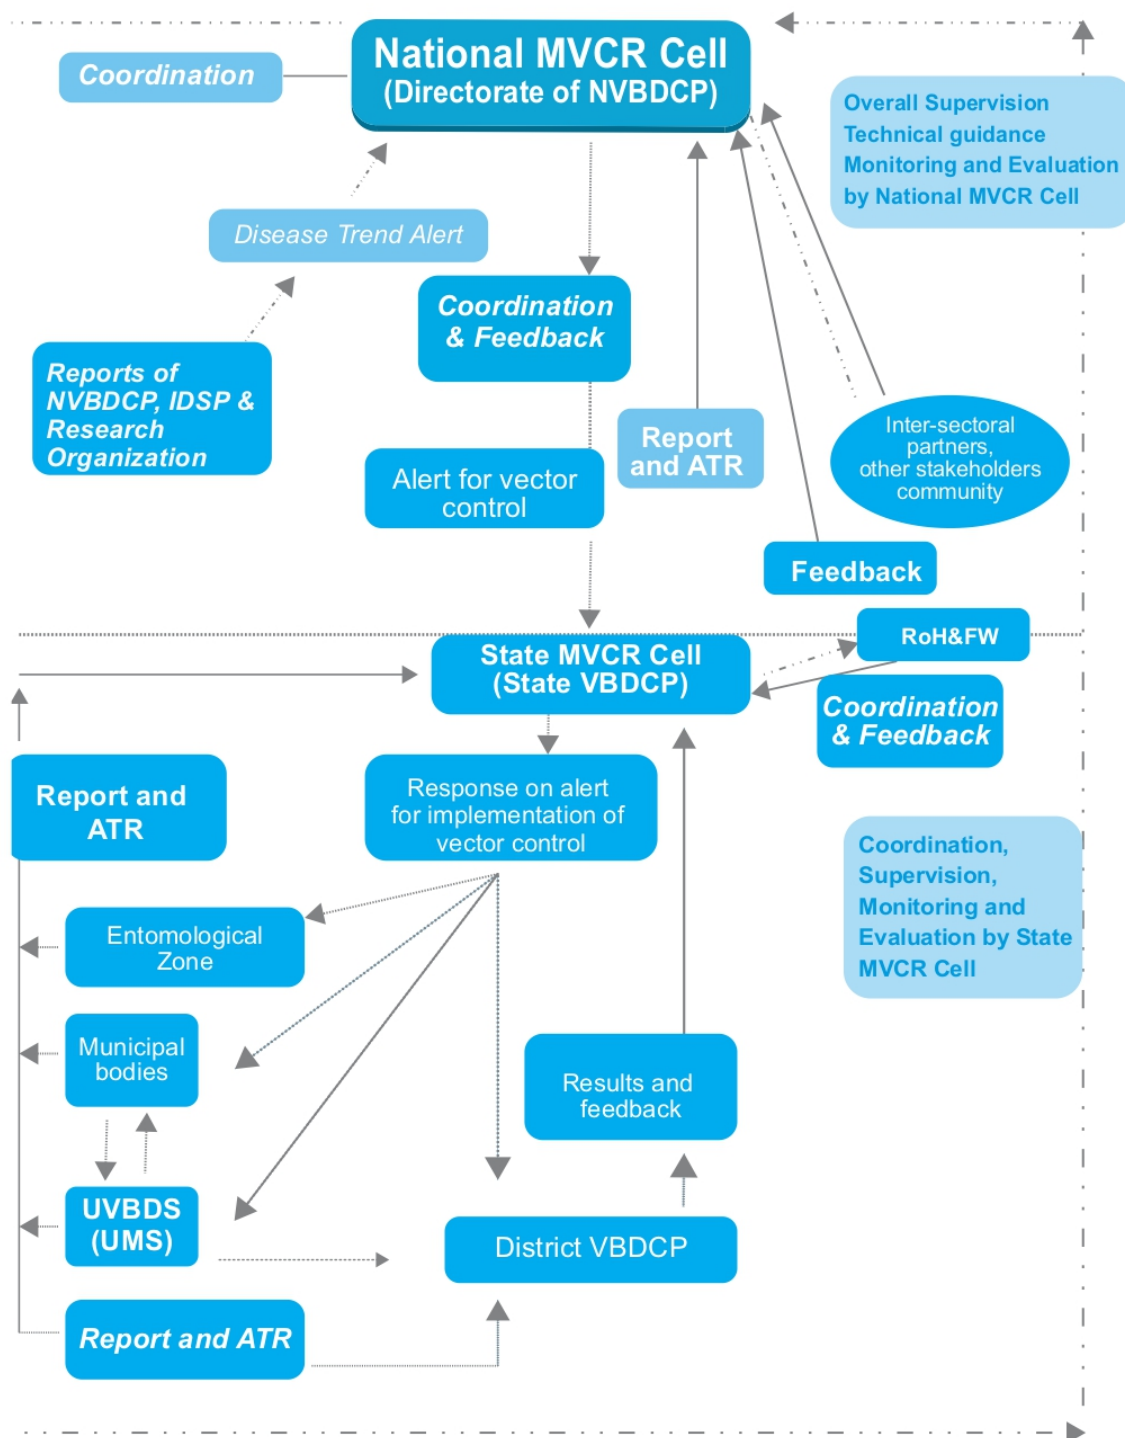 National MVCR Cell
(Directorate of NVBDCP)
Coordination
Overall Supervision
Technical guidance
Monitoring and Evaluation
by National MVCR Cell
Disease Trend Alert
Coordination
& Feedback
Reports of
NVBDCP, IDSP &
Research
Organization
Report
and ATR
Inter-sectoral
partners,
other stakeholders
community
Alert for vector
control
Feedback
RoH&FW
State MVCR Cell
(State VBDCP)
Coordination
& Feedback
Report and
ATR
Response on alert
for implementation of
vector control
Coordination,
Supervision,
Monitoring and
Evaluation by State
MVCR Cell
Entomological
Zone
Municipal
bodies
Results and
feedback
UVBDS
(UMS)
District VBDCP
Report and ATR